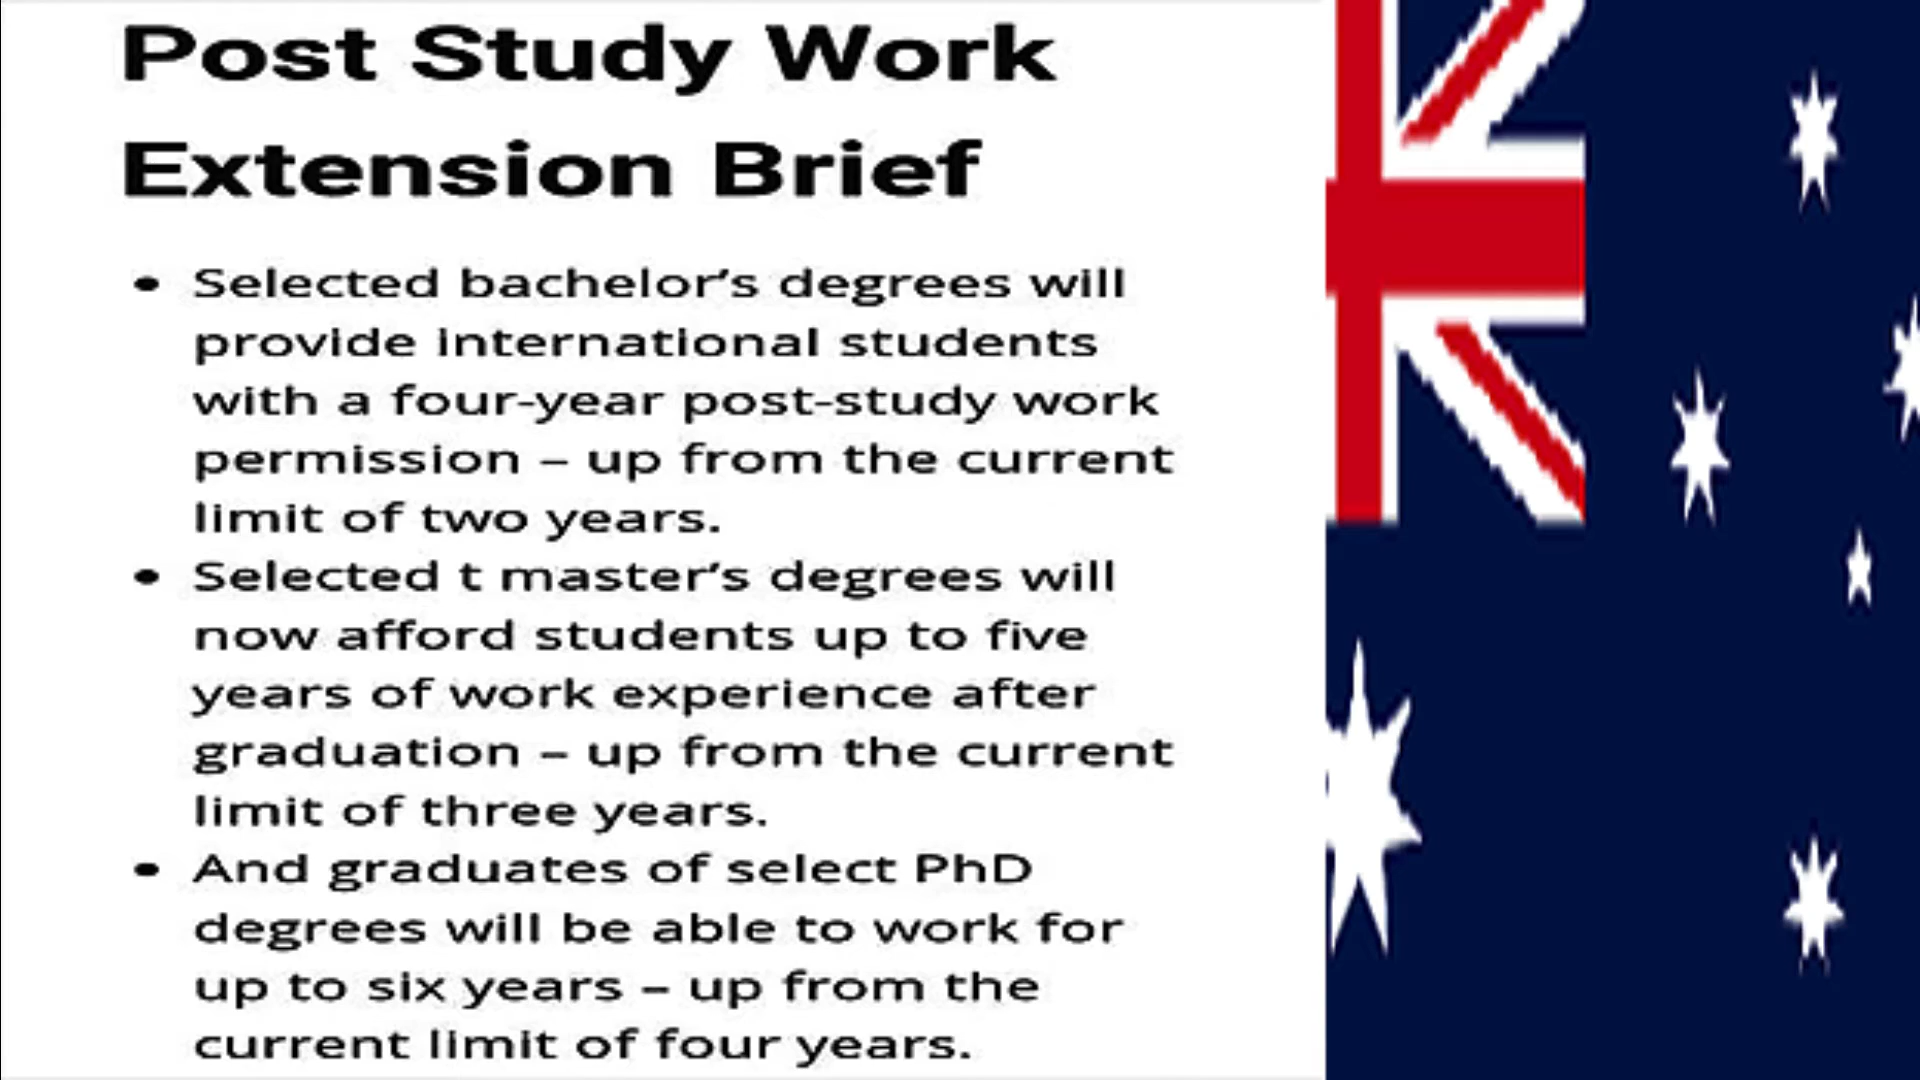 Post Study Work
Extension Brief
• Selected bachelor’s degrees will
provide international students
with a four-year post-study work
permission – up from the current
limit of two years.
• Selected t master’s degrees will
now afford students up to five
years of work experience after
graduation – up from the current
limit of three years.
• And graduates of select PhD
degrees will be able to work for
up to six years – up from the
current limit of four years.